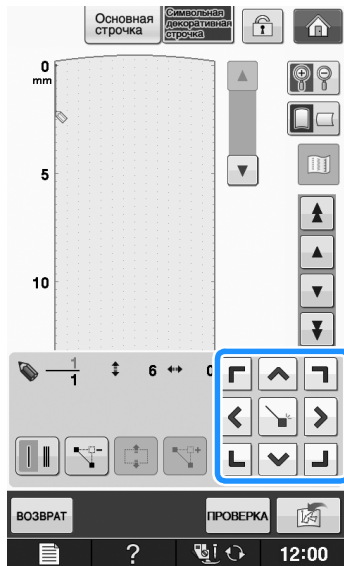 Основная
строчка
Символьная
декоративная
строчка
0
mm
5
10
1
1
6
0
ВОЗВРАТ
ПРОВЕРКА
?
12:00